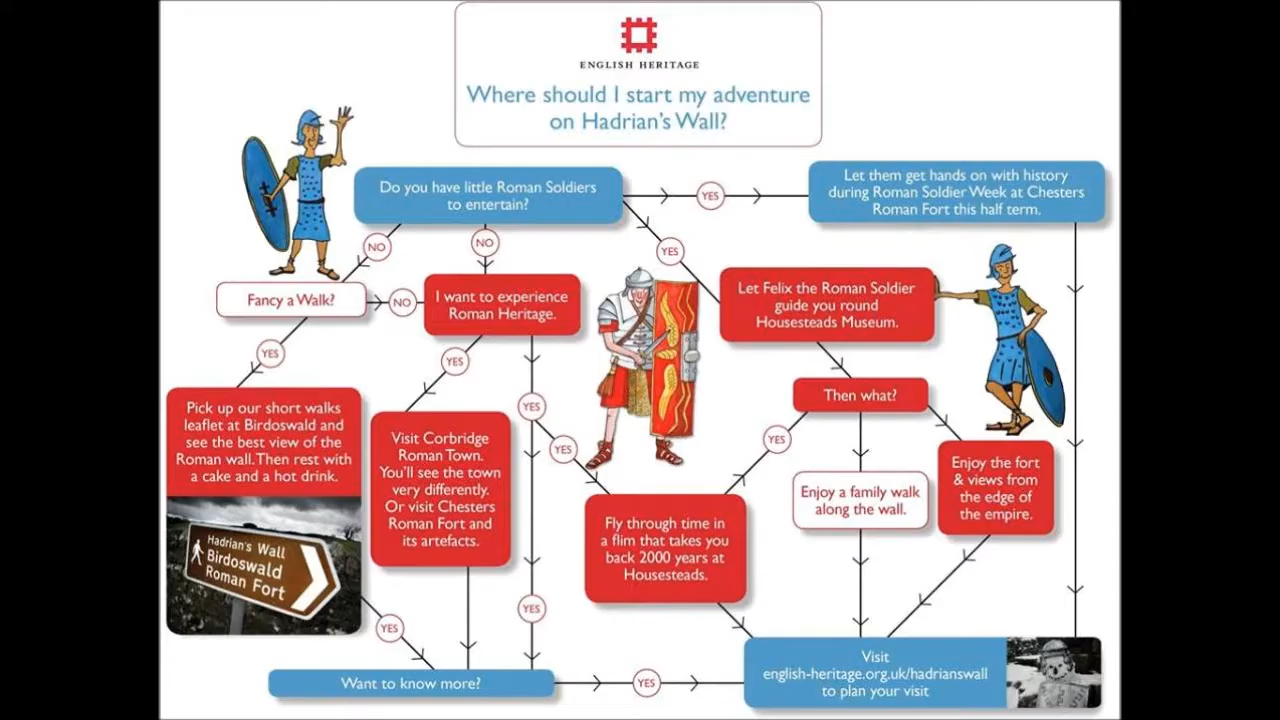 ENGLISH HERITAGE
Where should I start my adventure
on Hadrian's Wall?
Do you have little Roman Soldiers
to entertain?
YES
Let them get hands on with history
during Roman Soldier Week at Chesters
Roman Fort this half term.
NO
NO
YES
Fancy a Walk?
NO
I want to experience
Roman Heritage.
Let Felix the Roman Soldier
guide you round
Housesteads Museum.
YES
YES
Then what?
Pick up our short walks
leaflet at Birdoswald and
see the best view of the
Roman wall. Then rest with
a cake and a hot drink.
Visit Corbridge
Roman Town.
You'll see the town
very differently.
Or visit Chesters
Roman Fort and
its artefacts.
YES
YES
YES
Enjoy a family walk
along the wall.
Enjoy the fort
& views from
the edge of
the empire.
Fly through time in
a flim that takes you
back 2000 years at
Housesteads.
Hadrian's Wall
Birdoswald
Roman Fort
YES
YES
Want to know more?
YES
Visit
english-heritage.org.uk/hadrianswall
to plan your visit